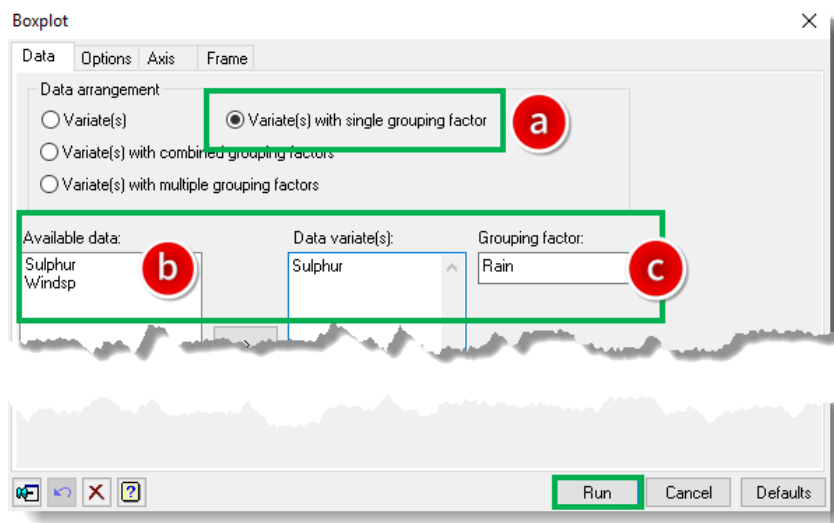 Boxplot
Data Options Axis Frame
Data arrangement
Variate(s) Variate(s) with single grouping factor a
Variate(s) with combined grouping factors
Variate(s) with multiple grouping factors
Available data: Data variate(s): Grouping factor:
Sulphur b Sulphur Rain c
Windsp
Run Cancel Defaults